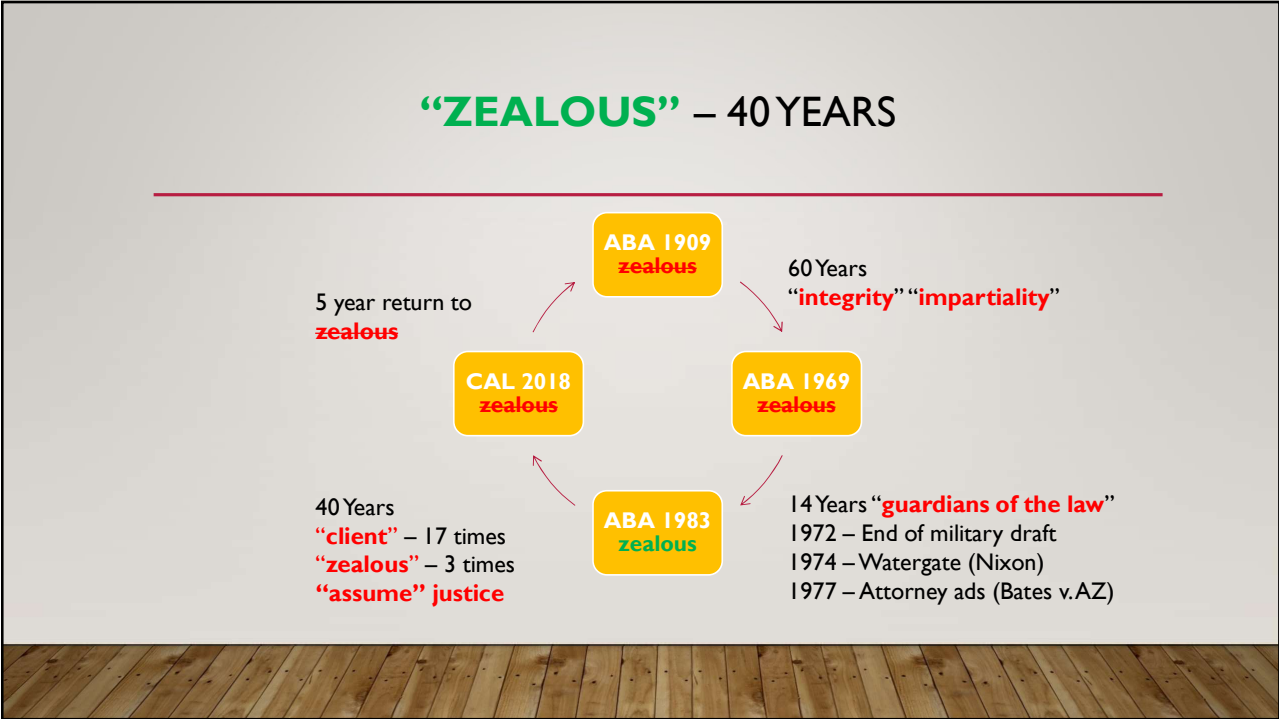 “ZEALOUS” – 40 YEARS
ABA 1909
zealous
60 Years
“integrity” “impartiality”
5 year return to
zealous
CAL 2018
zealous
ABA 1969
zealous
40 Years
“client” – 17 times
“zealous” – 3 times
“assume” justice
ABA 1983
zealous
14 Years “guardians of the law”
1972 – End of military draft
1974 – Watergate (Nixon)
1977 – Attorney ads (Bates v. AZ)